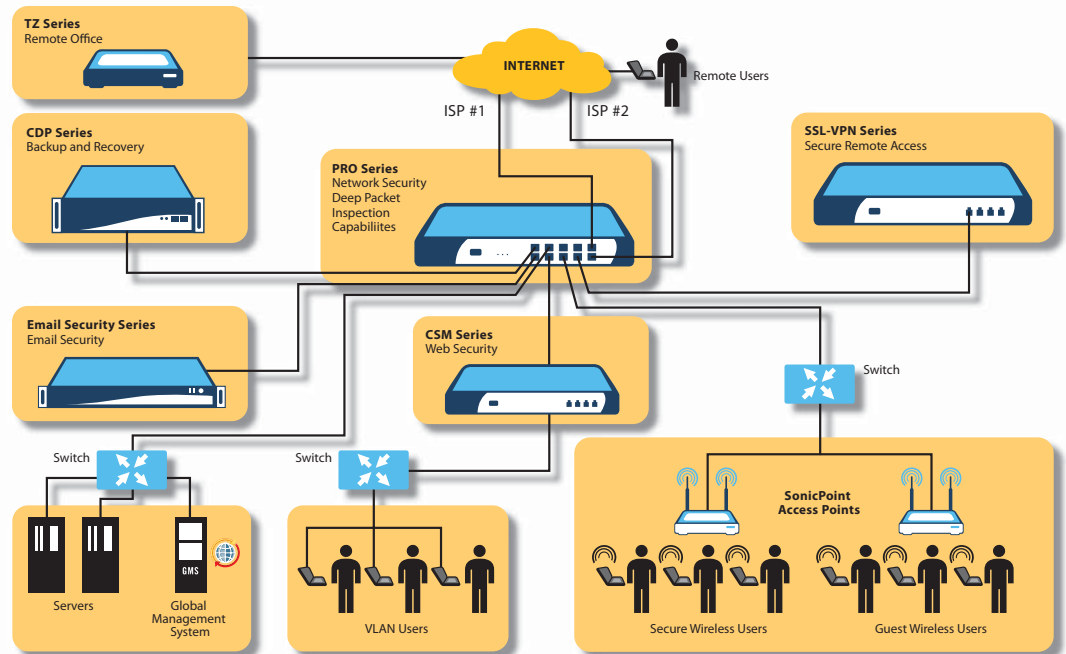 TZ Series
Remote Office
INTERNET
Remote Users
ISP #1
ISP #2
CDP Series
Backup and Recovery
PRO Series
Network Security
Deep Packet
Inspection
Capabiliites
SSL-VPN Series
Secure Remote Access
Email Security Series
Email Security
CSM Series
Web Security
Switch
Switch
Switch
SonicPoint
Access Points
GMS
Servers
Global
Management
System
VLAN Users
Secure Wireless Users
Guest Wireless Users